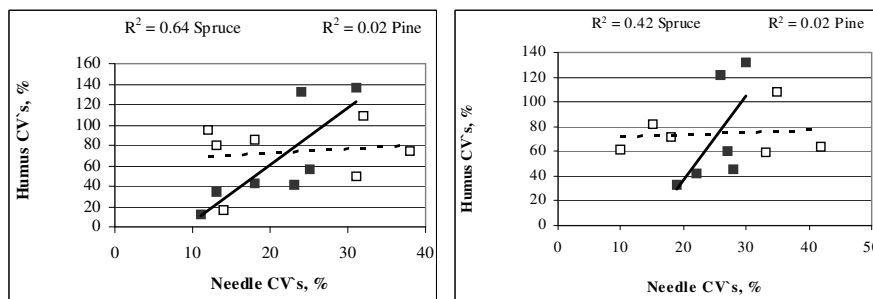 R² = 0.64 Spruce R² = 0.02 Pine
160
140
120
100
80
60
40
20
0
Humus CV`s, %
0 10 20 30 40
Needle CV`s, %
R² = 0.42 Spruce R² = 0.02 Pine
140
120
100
80
60
40
20
0
Humus CV`s, %
0 10 20 30 40 50
Needle CV`s, %